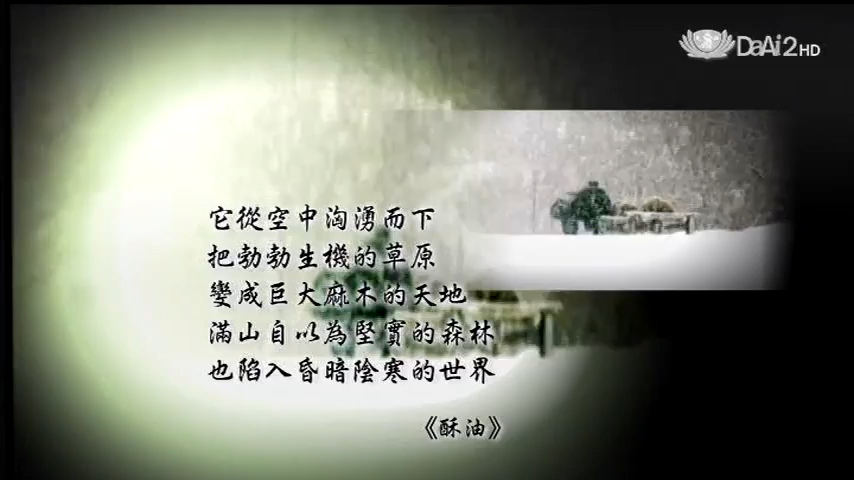 DaAi2HD
它從空中洶湧而下
把勃勃生機的草原
變成巨大麻木的天地
滿山自以為堅實的森林
也陷入昏暗陰寒的世界
《酥油》